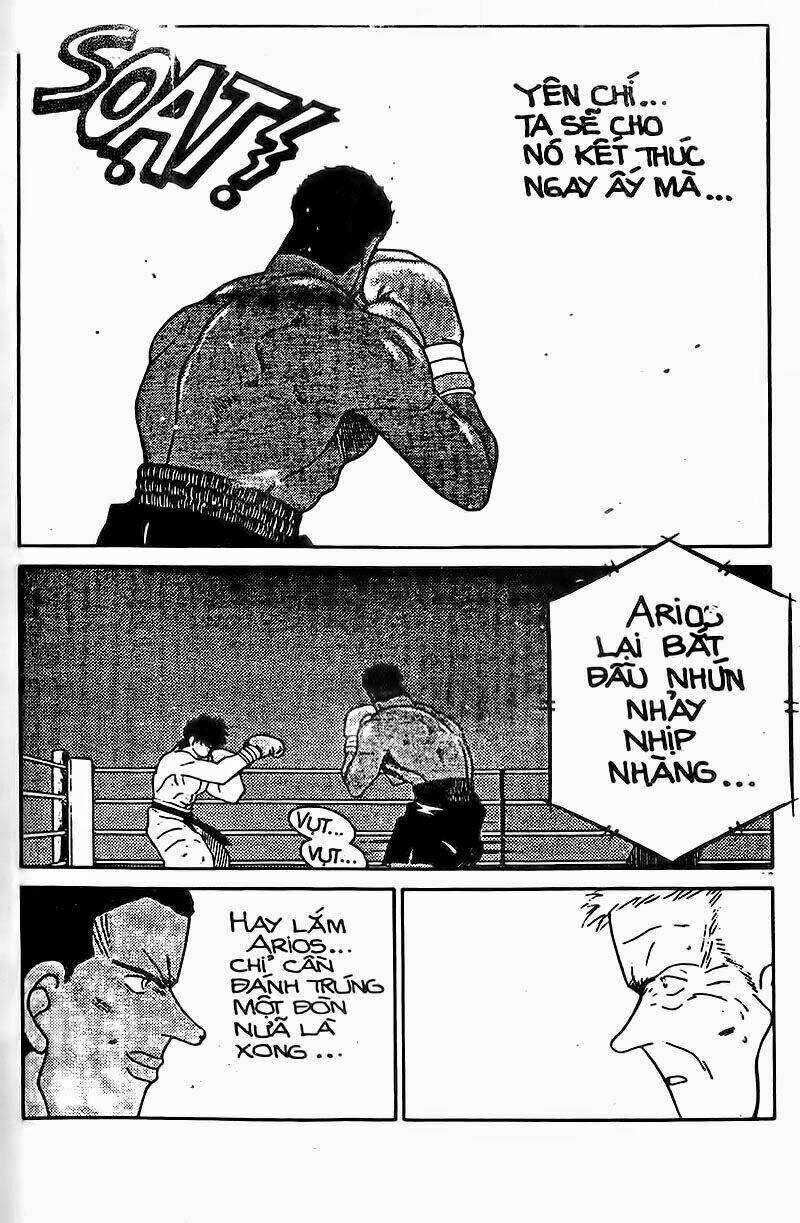 SOẠT!
YÊN CHÍ...
TA SẼ CHO
NÓ KẾT THÚC
NGAY ẤY MÀ...
ARIOS
LẠI BẮT
ĐẦU NHÚN
NHẢY
NHỊP
NHÀNG...
VỤT...
VỤT...
HAY LẮM
ARIOS...
CHỈ CẦN
ĐÁNH TRÚNG
MỘT ĐÒN
NỮA LÀ
XONG...